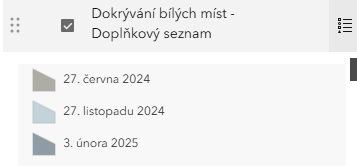 Dokrývání bílých míst -
Doplňkový seznam
27. června 2024
27. listopadu 2024
3. února 2025